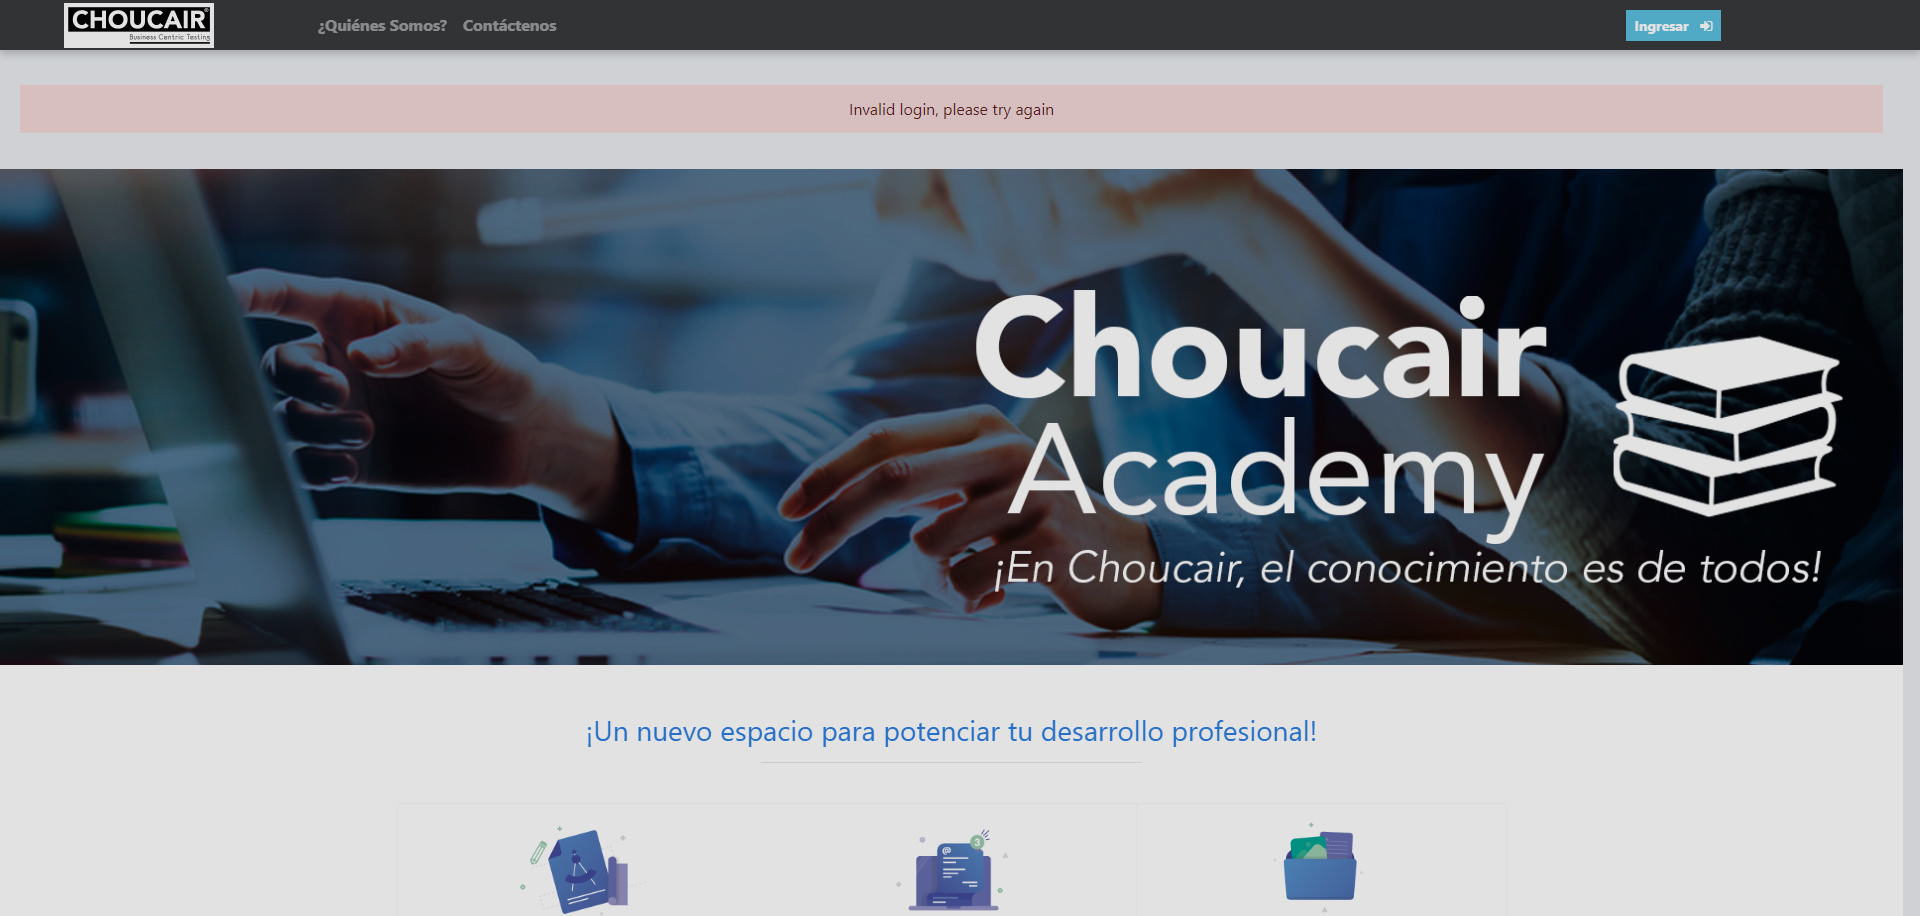 CHOUCAIR®
Business Centric Testing
¿Quiénes Somos?
Contáctenos
Ingresar
Invalid login, please try again
Choucair
Academy
¡En Choucair, el conocimiento es de todos!
¡Un nuevo espacio para potenciar tu desarrollo profesional!
@
3